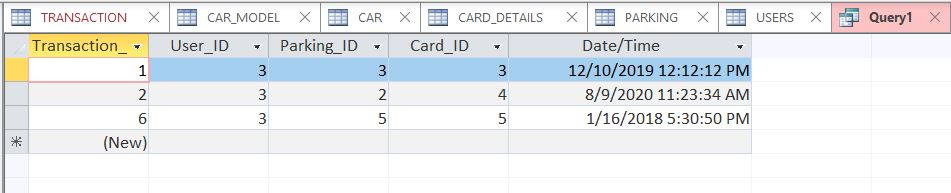 TRANSACTION CAR_MODEL CAR CARD_DETAILS PARKING USERS Query1
Transaction_ User_ID Parking_ID Card_ID Date/Time
1 3 3 3 12/10/2019 12:12:12 PM
2 3 2 4 8/9/2020 11:23:34 AM
6 3 5 5 1/16/2018 5:30:50 PM
(New)